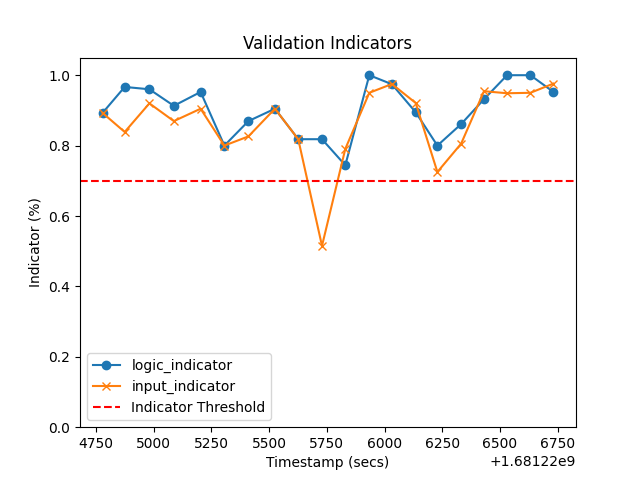 Validation Indicators
1.0
0.8
0.6
0.4
0.2
0.0
Indicator (%)
logic_indicator
input_indicator
Indicator Threshold
4750 5000 5250 5500 5750 6000 6250 6500 6750
Timestamp (secs)
+1.68122e9